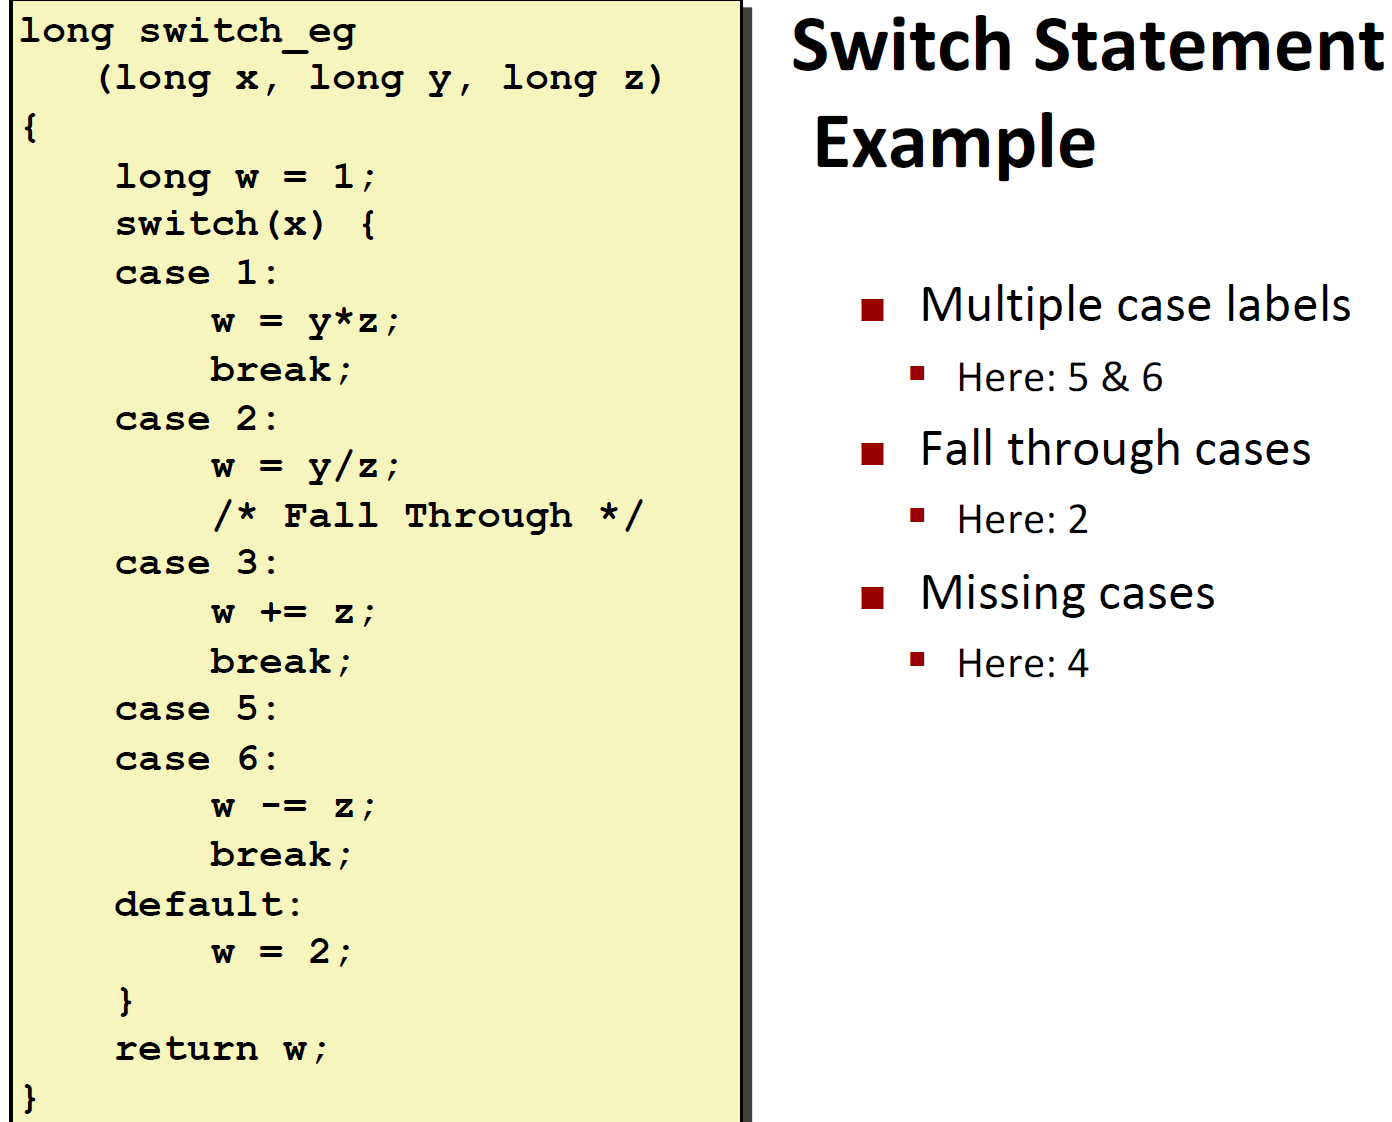 long switch_eg
   (long x, long y, long z)
{
    long w = 1;
    switch(x) {
    case 1:
        w = y*z;
        break;
    case 2:
        w = y/z;
        /* Fall Through */
    case 3:
        w += z;
        break;
    case 5:
    case 6:
        w -= z;
        break;
    default:
        w = 2;
    }
    return w;
}
Switch Statement
Example
Multiple case labels
Here: 5 & 6
Fall through cases
Here: 2
Missing cases
Here: 4